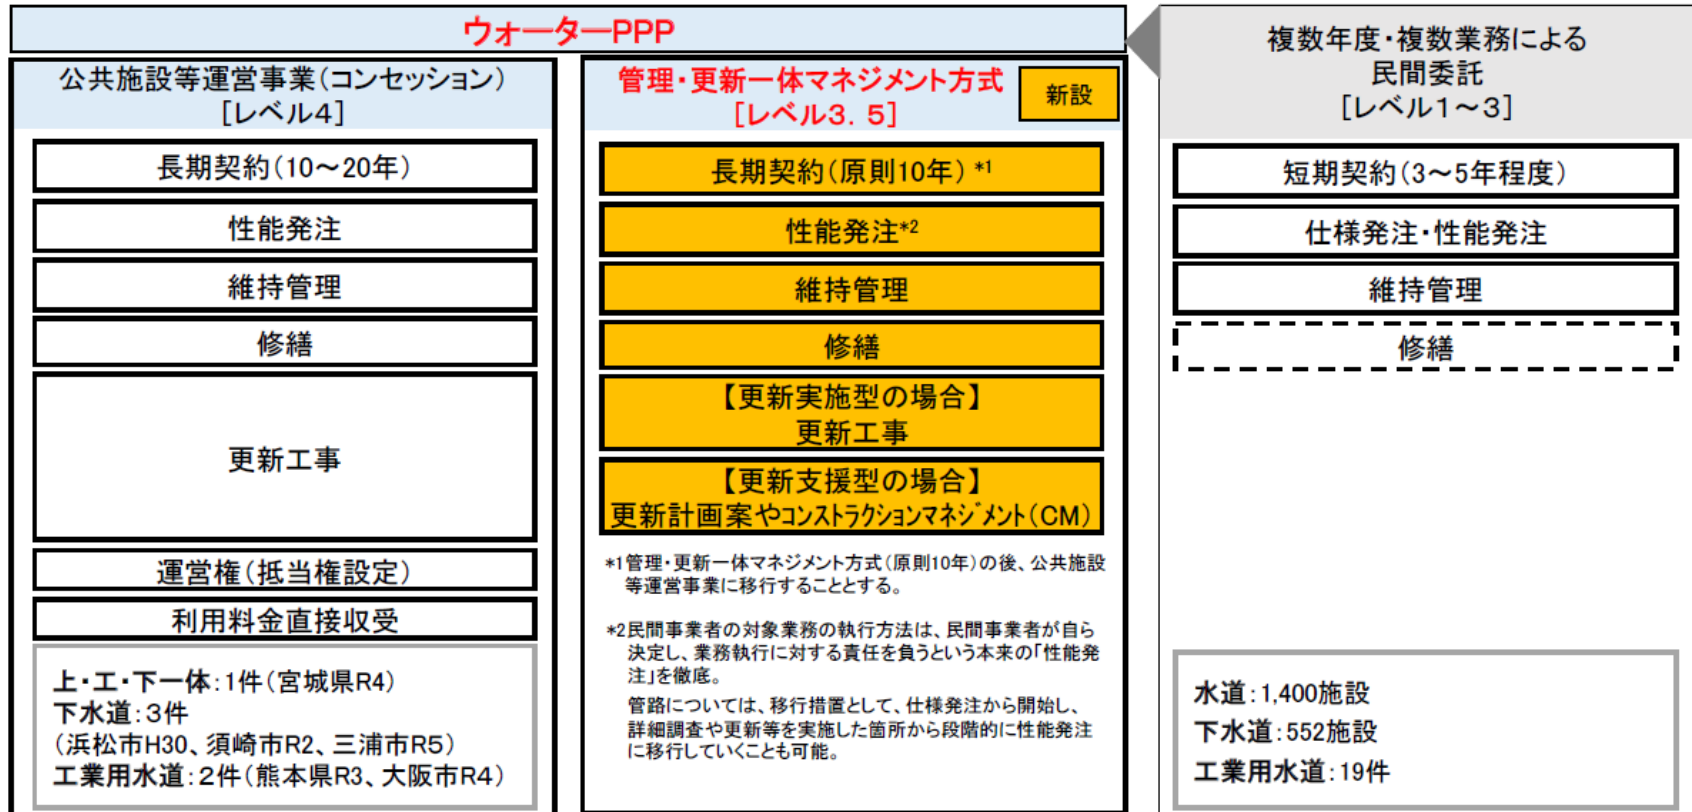 ウォーターPPP
公共施設等運営事業(コンセッション)
[レベル4]
長期契約(10～20年)
性能発注
維持管理
修繕
更新工事
運営権(抵当権設定)
利用料金直接収受
上・工・下一体：1件(宮城県R4)
下水道：3件
(浜松市H30、須崎市R2、三浦市R5)
工業用水道：2件(熊本県R3、大阪市R4)
管理・更新一体マネジメント方式
[レベル3．5]
新設
長期契約(原則10年) *1
性能発注*2
維持管理
修繕
【更新実施型の場合】
更新工事
【更新支援型の場合】
更新計画案やｺﾝｽﾄﾗｸｼｮﾝﾏﾈｼﾞﾒﾝﾄ(CM)
*1管理・更新一体マネジメント方式(原則10年)の後、公共施設
等運営事業に移行することとする。
*2民間事業者の対象業務の執行方法は、民間事業者が自ら
決定し、業務執行に対する責任を負うという本来の「性能発
注」を徹底。
管路については、移行措置として、仕様発注から開始し、
詳細調査や更新等を実施した箇所から段階的に性能発注
に移行していくことも可能。
複数年度・複数業務による
民間委託
[レベル1～3]
短期契約(3～5年程度)
仕様発注・性能発注
維持管理
修繕
水道：1,400施設
下水道：552施設
工業用水道：19件